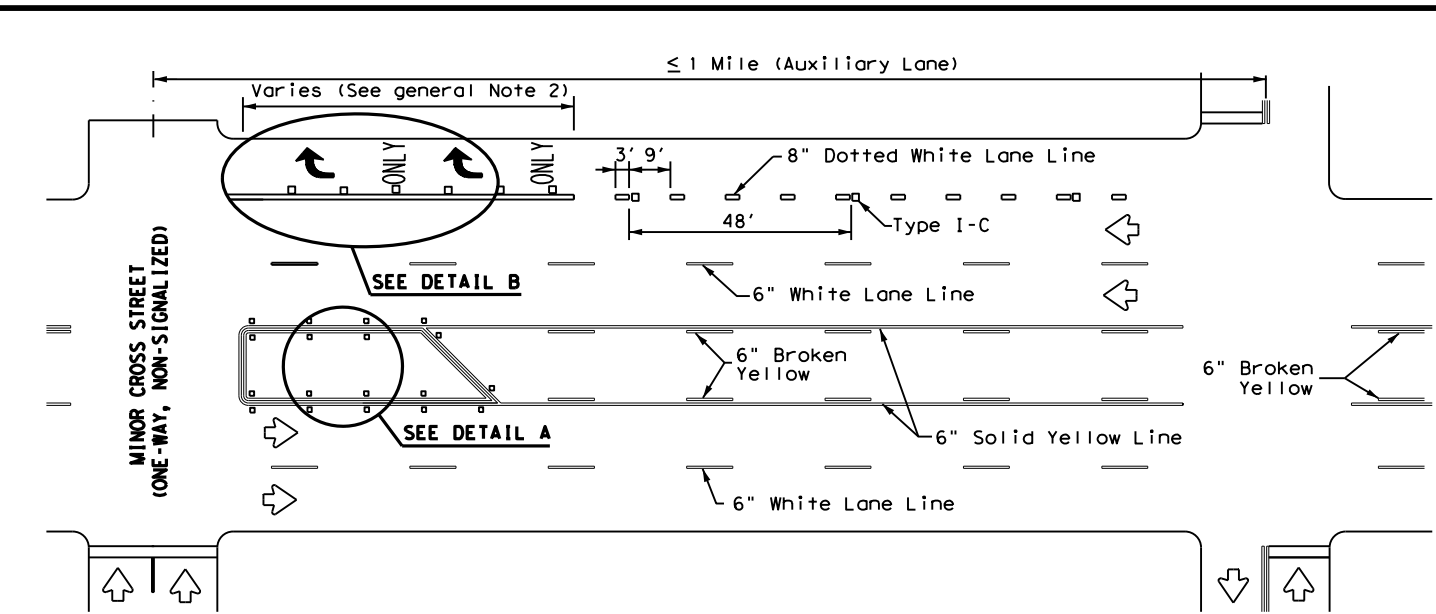 ≤ 1 Mile (Auxiliary Lane)
Varies (See general Note 2)
ONLY
ONLY
3' 9'
8" Dotted White Lane Line
48'
Type I-C
SEE DETAIL B
6" White Lane Line
MINOR CROSS STREET
(ONE-WAY, NON-SIGNALIZED)
6" Broken
Yellow
6" Broken
Yellow
SEE DETAIL A
6" Solid Yellow Line
6" White Lane Line